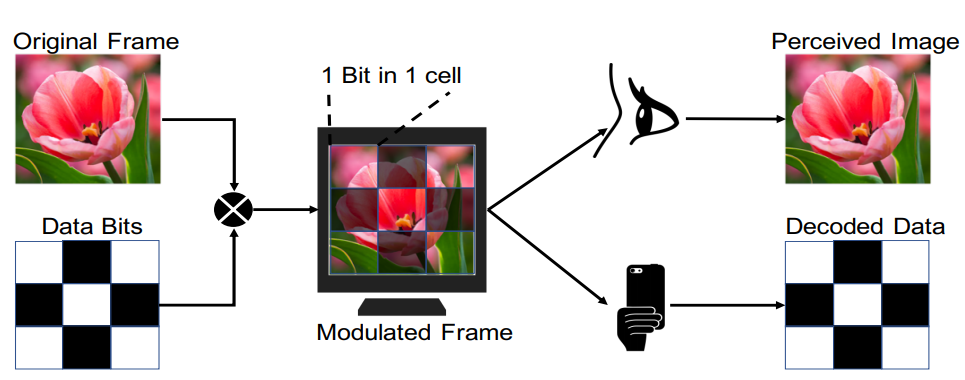 Original Frame
Perceived Image
1 Bit in 1 cell
Data Bits
Decoded Data
Modulated Frame